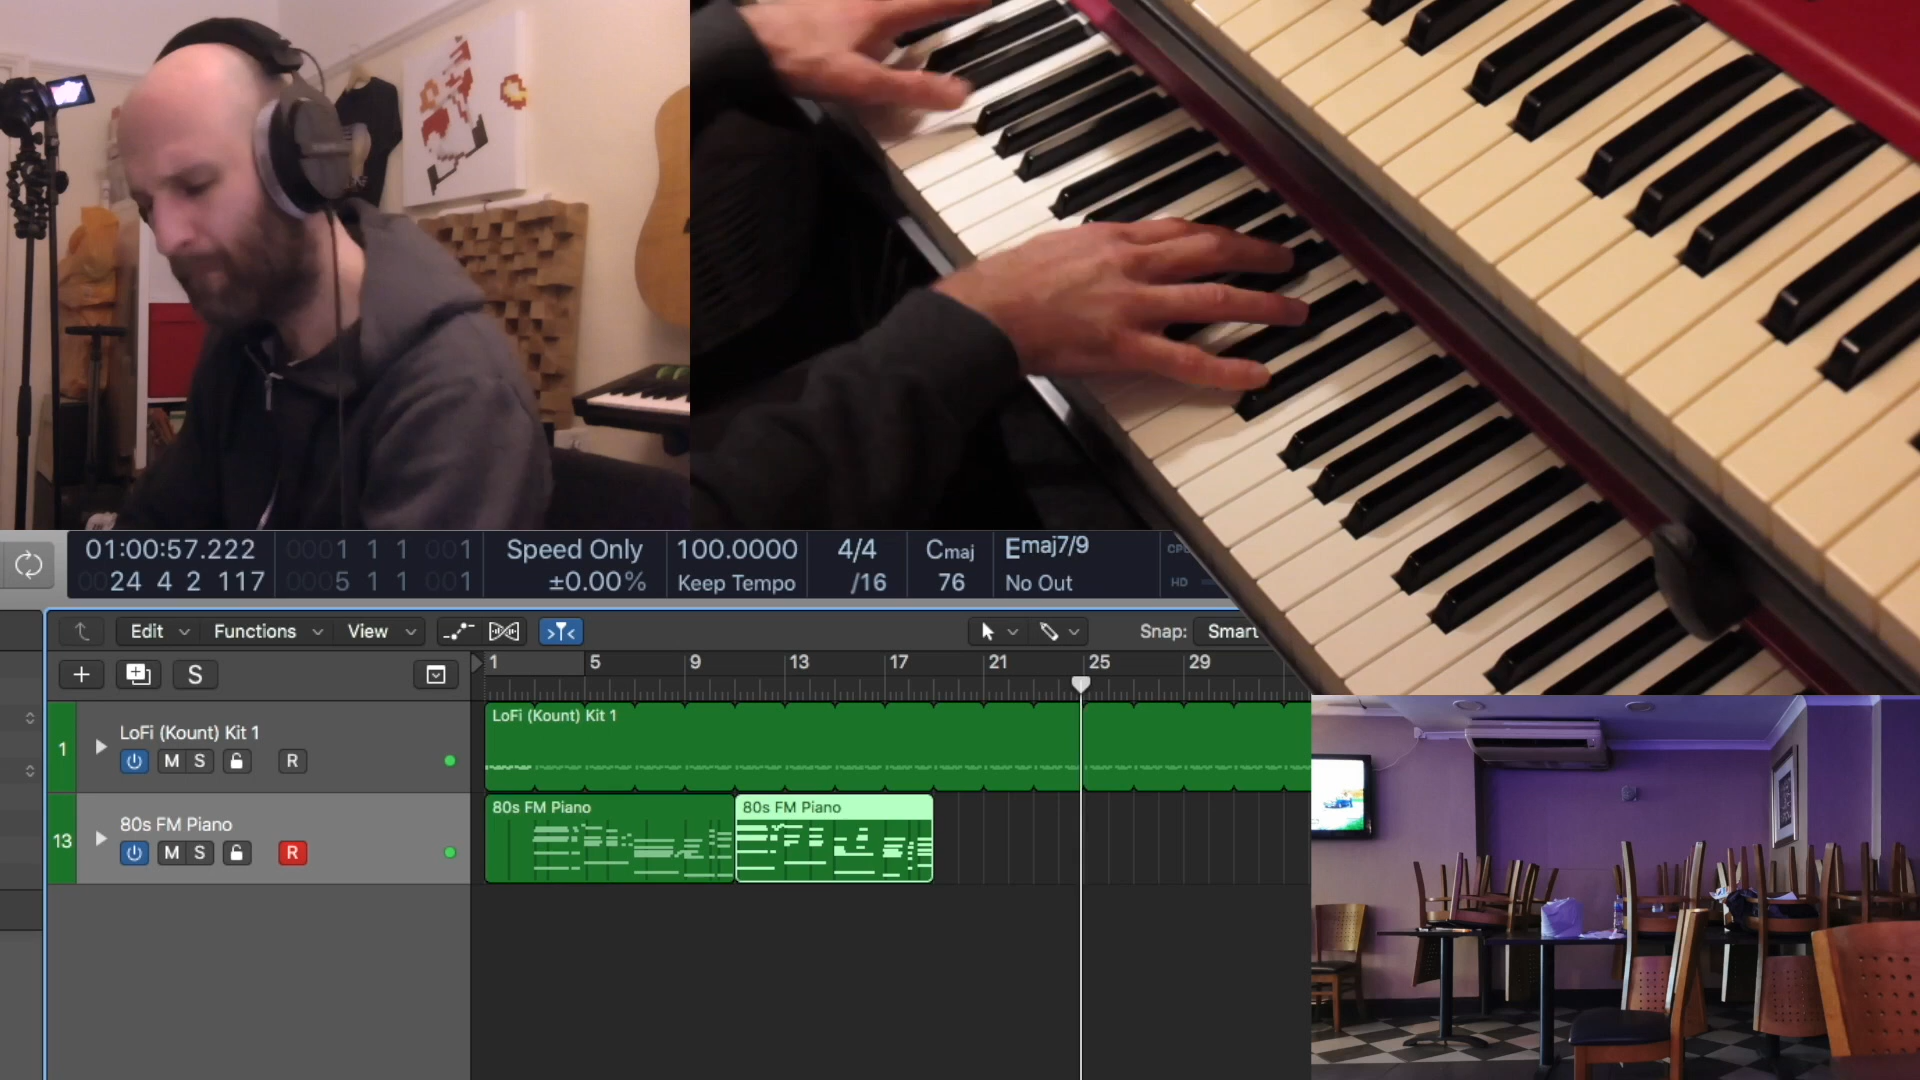 01:00:57.222
0001 1 1 001
Speed Only
100.0000
4/4
Cmaj
Emaj7/9
CPU
0024 4 2 117
0005 1 1 001
±0.00%
Keep Tempo
/16
76
No Out
HD
Edit
Functions
View
Snap:
Smart
S
1 5 9 13 17 21 25 29
1
LoFi (Kount) Kit 1
M S R
LoFi (Kount) Kit 1
13
80s FM Piano
M S R
80s FM Piano
80s FM Piano